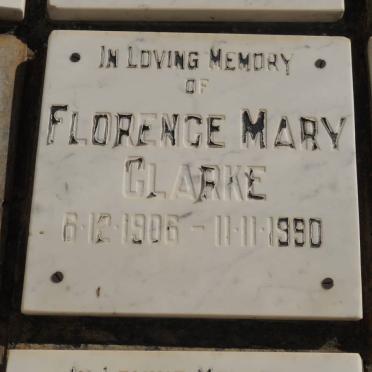 IN LOVING MEMORY
OF
FLORENCE MARY
CLARKE
6·12·1906 - 11·11·1990